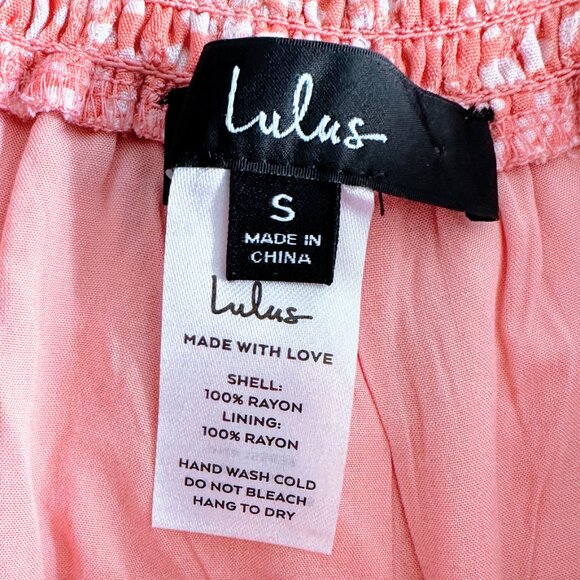 Lulus
S
MADE IN
CHINA
Lulus
MADE WITH LOVE
SHELL:
100% RAYON
LINING:
100% RAYON
HAND WASH COLD
DO NOT BLEACH
HANG TO DRY